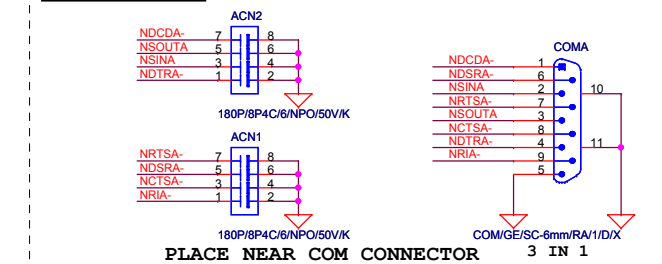 ACN2
NDCDA- 7 8
NSOUTA 5 6
NSINA 3 4
NDTRA- 1 2
180P/8P4C/6/NPO/50V/K
ACN1
NRTSA- 7 8
NDSRA- 5 6
NCTSA- 3 4
NRIA- 1 2
180P/8P4C/6/NPO/50V/K
PLACE NEAR COM CONNECTOR
COMA
NDCDA- 1
NDSRA- 6
NSINA 2 10
NRTSA- 7
NSOUTA 3
NCTSA- 8
NDTRA- 4 11
NRIA- 9
5
COM/GE/SC-6mm/RA/1/D/X
3 IN 1